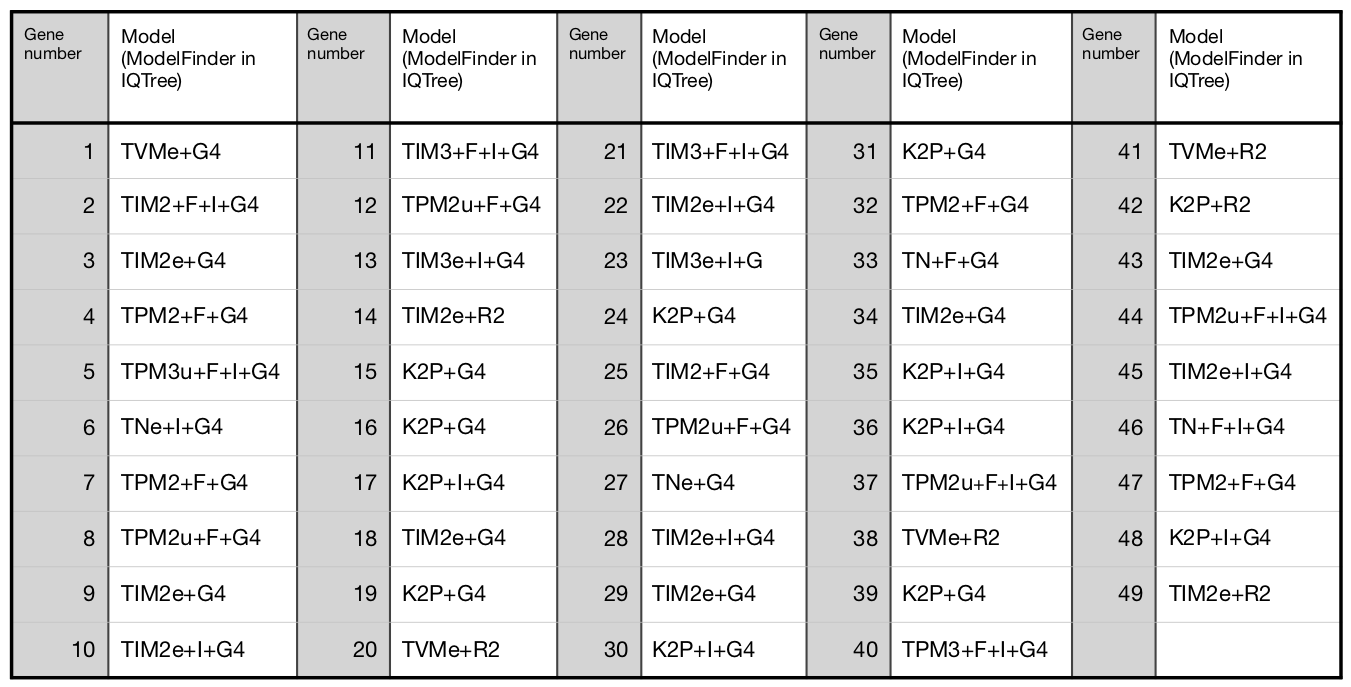 Gene number Model (ModelFinder in IQTree) Gene number Model (ModelFinder in IQTree) Gene number Model (ModelFinder in IQTree) Gene number Model (ModelFinder in IQTree) Gene number Model (ModelFinder in IQTree)
1 TVMe+G4 11 TIM3+F+I+G4 21 TIM3+F+I+G4 31 K2P+G4 41 TVMe+R2
2 TIM2+F+I+G4 12 TPM2u+F+G4 22 TIM2e+I+G4 32 TPM2+F+G4 42 K2P+R2
3 TIM2e+G4 13 TIM3e+I+G4 23 TIM3e+I+G 33 TN+F+G4 43 TIM2e+G4
4 TPM2+F+G4 14 TIM2e+R2 24 K2P+G4 34 TIM2e+G4 44 TPM2u+F+I+G4
5 TPM3u+F+I+G4 15 K2P+G4 25 TIM2+F+G4 35 K2P+I+G4 45 TIM2e+I+G4
6 TNe+I+G4 16 K2P+G4 26 TPM2u+F+G4 36 K2P+I+G4 46 TN+F+I+G4
7 TPM2+F+G4 17 K2P+I+G4 27 TNe+G4 37 TPM2u+F+I+G4 47 TPM2+F+G4
8 TPM2u+F+G4 18 TIM2e+G4 28 TIM2e+I+G4 38 TVMe+R2 48 K2P+I+G4
9 TIM2e+G4 19 K2P+G4 29 TIM2e+G4 39 K2P+G4 49 TIM2e+R2
10 TIM2e+I+G4 20 TVMe+R2 30 K2P+I+G4 40 TPM3+F+I+G4